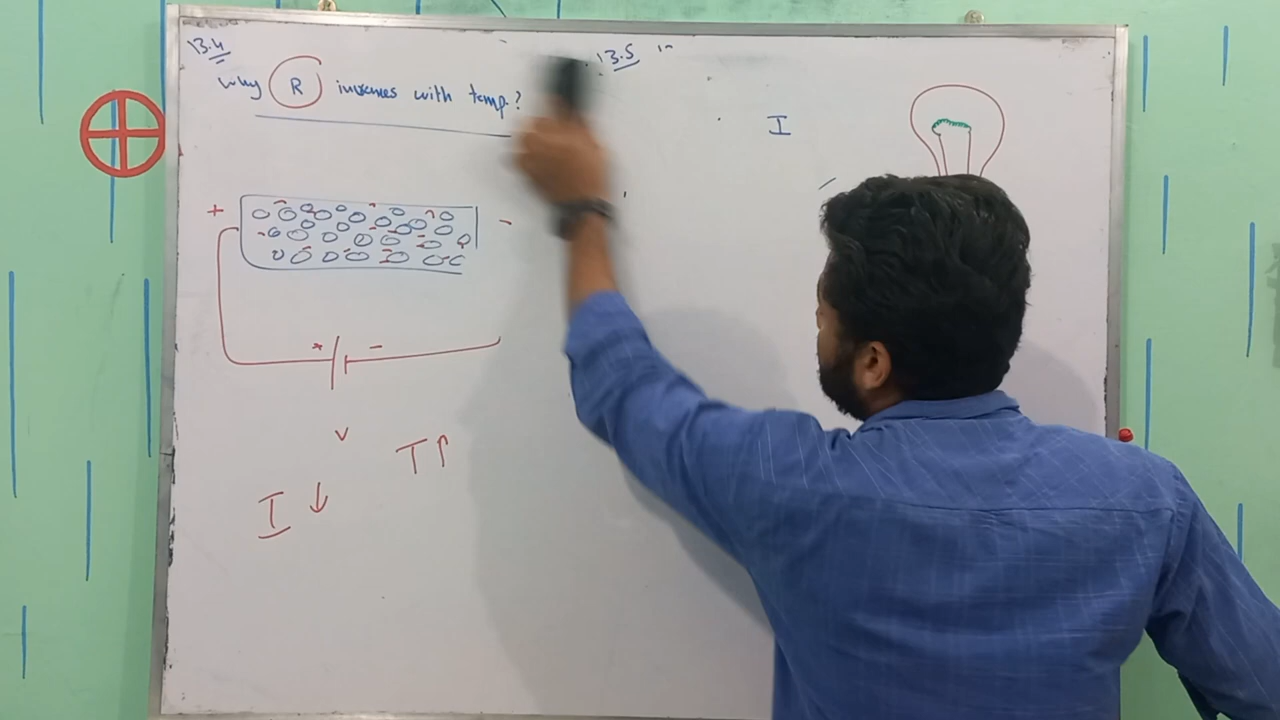 13.4
Why R increases with temp.?
13.5
I
+ -
+ -
V
T↑
I ↓